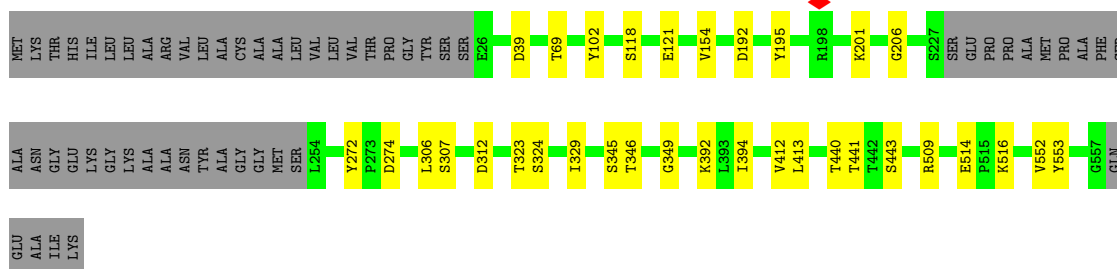 MET LYS THR HIS ILE LEU LEU ALA ARG VAL LEU ALA CYS ALA ALA LEU VAL LEU VAL THR PRO GLY TYR SER SER E26 D39 T69 Y102 S118 E121 V154 D192 Y195 R198 K201 G206 S227 SER GLU PRO PRO ALA MET PRO ALA PHE
ALA ASN GLY GLU LYS GLY LYS ALA ALA ASN TYR ALA GLY GLY MET SER L254 Y272 P273 D274 L306 S307 D312 T323 S324 I329 S345 T346 G349 K392 L393 I394 V412 L413 T440 T441 T442 S443 R509 E514 P515 K516 V552 Y553 G557 GLN
GLU ALA ILE LYS